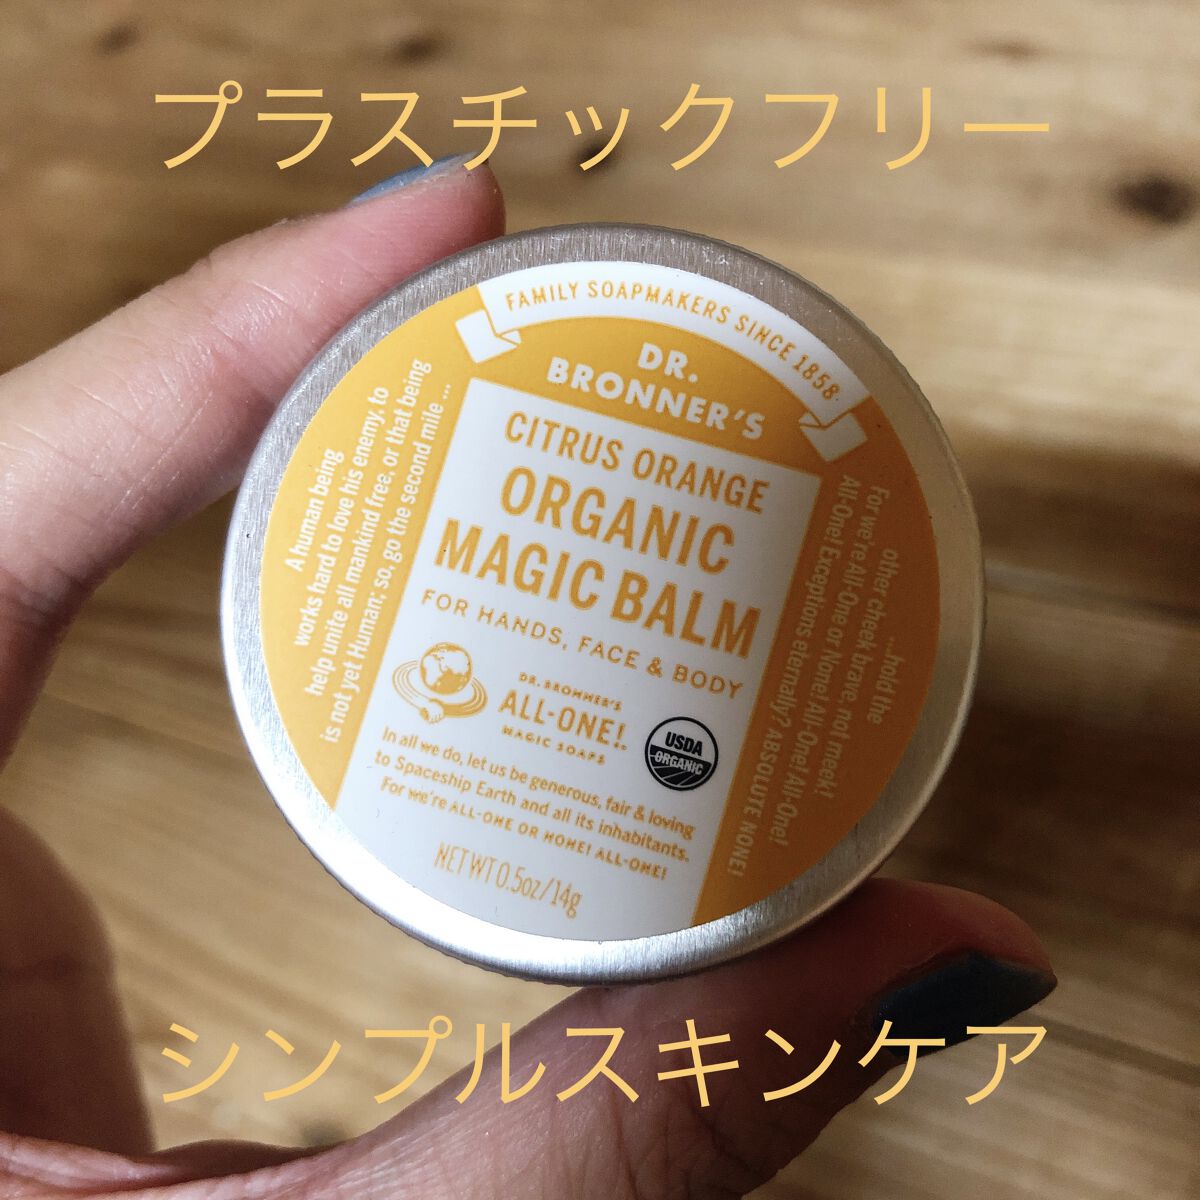 プラスチックフリー
FAMILY SOAPMAKERS SINCE 1858
DR.
BRONNER'S
CITRUS ORANGE
ORGANIC
MAGIC BALM
FOR HANDS, FACE & BODY
DR. BRONNER'S
ALL-ONE!
MAGIC SOAPS
USDA
ORGANIC
In all we do, let us be generous, fair & loving
to Spaceship Earth and all its inhabitants.
For we're ALL-ONE OR NONE! ALL-ONE!
NET WT 0.5oz/14g
A human being
works hard to love his enemy, to
help unite all mankind free, or that being
is not yet Human; so, go the second mile ...
...hold the
other cheek brave, not meek!
For we're All-One or None! All-One!
All-One! Exceptions eternally? ABSOLUTE NONE!
シンプルスキンケア